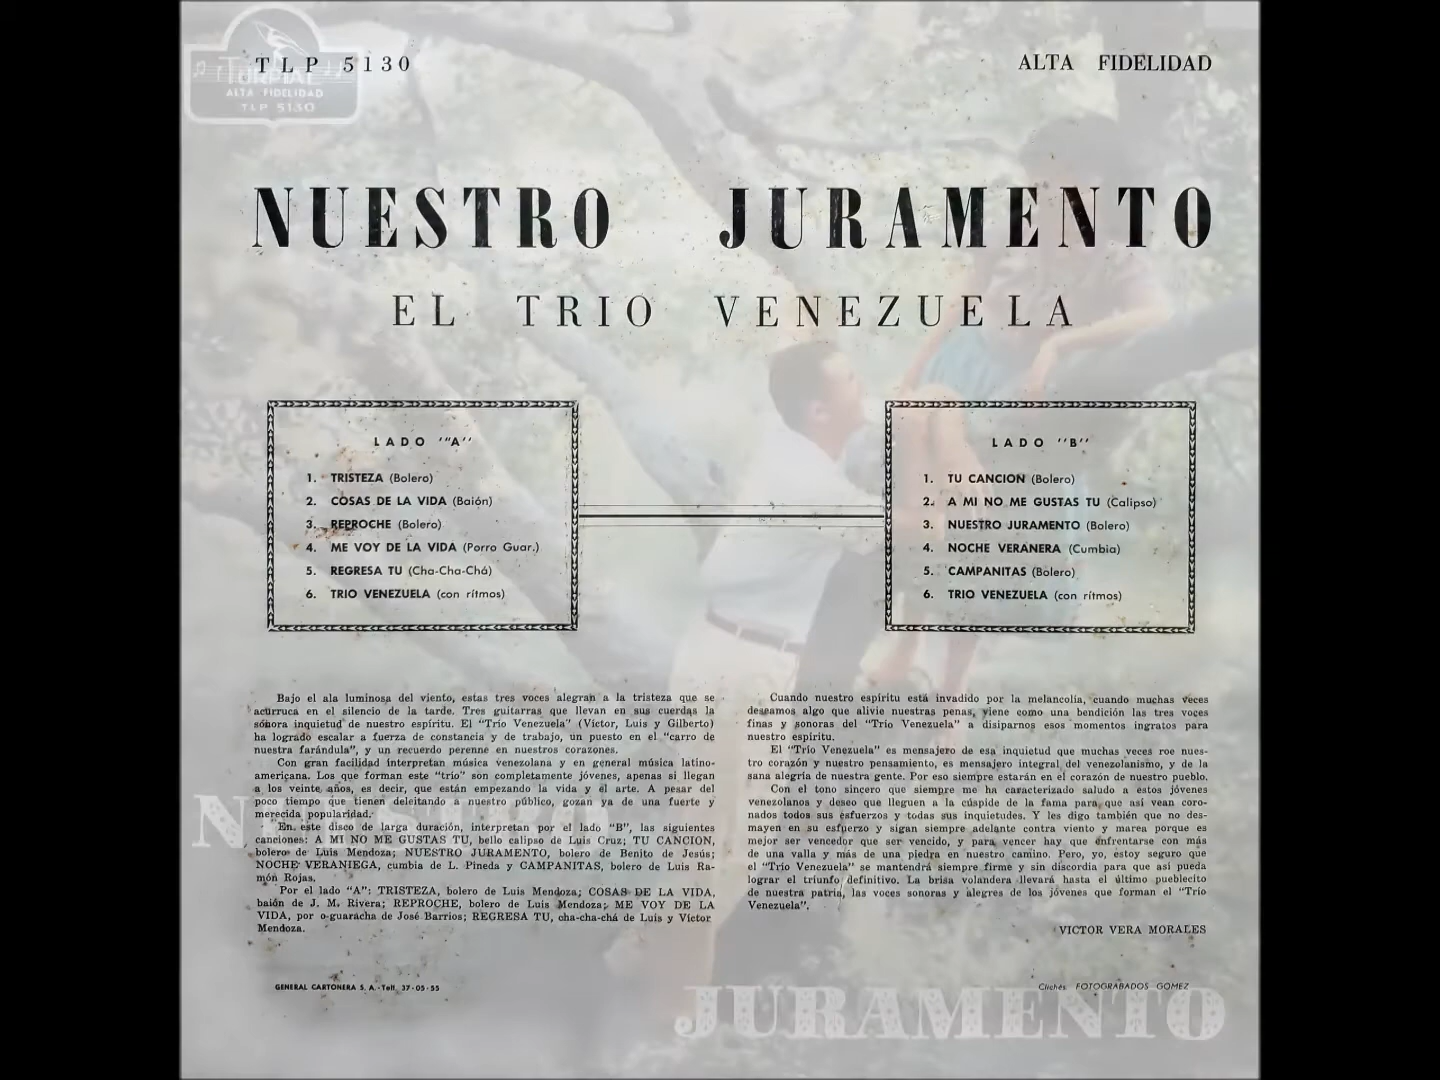 TLP 5130
ALTA FIDELIDAD
TURPIAL
ALTA FIDELIDAD
TLP 5130
NUESTRO JURAMENTO
EL TRIO VENEZUELA
LADO "A"
1. TRISTEZA (Bolero)
2. COSAS DE LA VIDA (Baión)
3. REPROCHE (Bolero)
4. ME VOY DE LA VIDA (Porro Guar.)
5. REGRESA TU (Cha-Cha-Chá)
6. TRIO VENEZUELA (con rítmos)
LADO "B"
1. TU CANCION (Bolero)
2. A MI NO ME GUSTAS TU (Calipso)
3. NUESTRO JURAMENTO (Bolero)
4. NOCHE VERANERA (Cumbia)
5. CAMPANITAS (Bolero)
6. TRIO VENEZUELA (con rítmos)
Bajo el ala luminosa del viento, estas tres voces alegran a la tristeza que se
acurruca en el silencio de la tarde. Tres guitarras que llevan en sus cuerdas la
sonora inquietud de nuestro espíritu. El "Trío Venezuela" (Víctor, Luis y Gilberto)
ha logrado escalar a fuerza de constancia y de trabajo, un puesto en el "carro de
nuestra farándula", y un recuerdo perenne en nuestros corazones.
Con gran facilidad interpretan música venezolana y en general música latino-
americana. Los que forman este "trío" son completamente jóvenes, apenas si llegan
a los veinte años, es decir, que están empezando la vida y el arte. A pesar del
poco tiempo que tienen deleitando a nuestro público, gozan ya de una fuerte y
merecida popularidad.
En este disco de larga duración, interpretan por el lado "B", las siguientes
canciones: A MI NO ME GUSTAS TU, bello calipso de Luis Cruz; TU CANCION,
bolero de Luis Mendoza; NUESTRO JURAMENTO, bolero de Benito de Jesús;
NOCHE VERANIEGA, cumbia de L. Pineda y CAMPANITAS, bolero de Luis Ra-
món Rojas.
Por el lado "A": TRISTEZA, bolero de Luis Mendoza; COSAS DE LA VIDA,
baión de J. M. Rivera; REPROCHE, bolero de Luis Mendoza; ME VOY DE LA
VIDA, por o-guaracha de José Barrios; REGRESA TU, cha-cha-chá de Luis y Víctor
Mendoza.
Cuando nuestro espíritu está invadido por la melancolía, cuando muchas veces
deseamos algo que alivie nuestras penas, viene como una bendición las tres voces
finas y sonoras del "Trio Venezuela" a disiparnos esos momentos ingratos para
nuestro espíritu.
El "Trío Venezuela" es mensajero de esa inquietud que muchas veces roe nues-
tro corazón y nuestro pensamiento, es mensajero integral del venezolanismo, y de la
sana alegría de nuestra gente. Por eso siempre estarán en el corazón de nuestro pueblo.
Con el tono sincero que siempre me ha caracterizado saludo a estos jóvenes
venezolanos y deseo que lleguen a la cúspide de la fama para que así vean coro-
nados todos sus esfuerzos y todas sus inquietudes. Y les digo también que no des-
mayen en su esfuerzo y sigan siempre adelante contra viento y marea porque es
mejor ser vencedor que ser vencido, y para vencer hay que enfrentarse con más
de una valla y más de una piedra en nuestro camino. Pero, yo, estoy seguro que
el "Trío Venezuela" se mantendrá siempre firme y sin discordia para que así pueda
lograr el triunfo definitivo. La brisa volandera llevará hasta el último pueblecito
de nuestra patria, las voces sonoras y alegres de los jóvenes que forman el "Trío
Venezuela".
VICTOR VERA MORALES
GENERAL CARTONERA S. A. - Telf. 37-05-55
Clichés. FOTOGRABADOS GOMEZ
NUESTRO
JURAMENTO